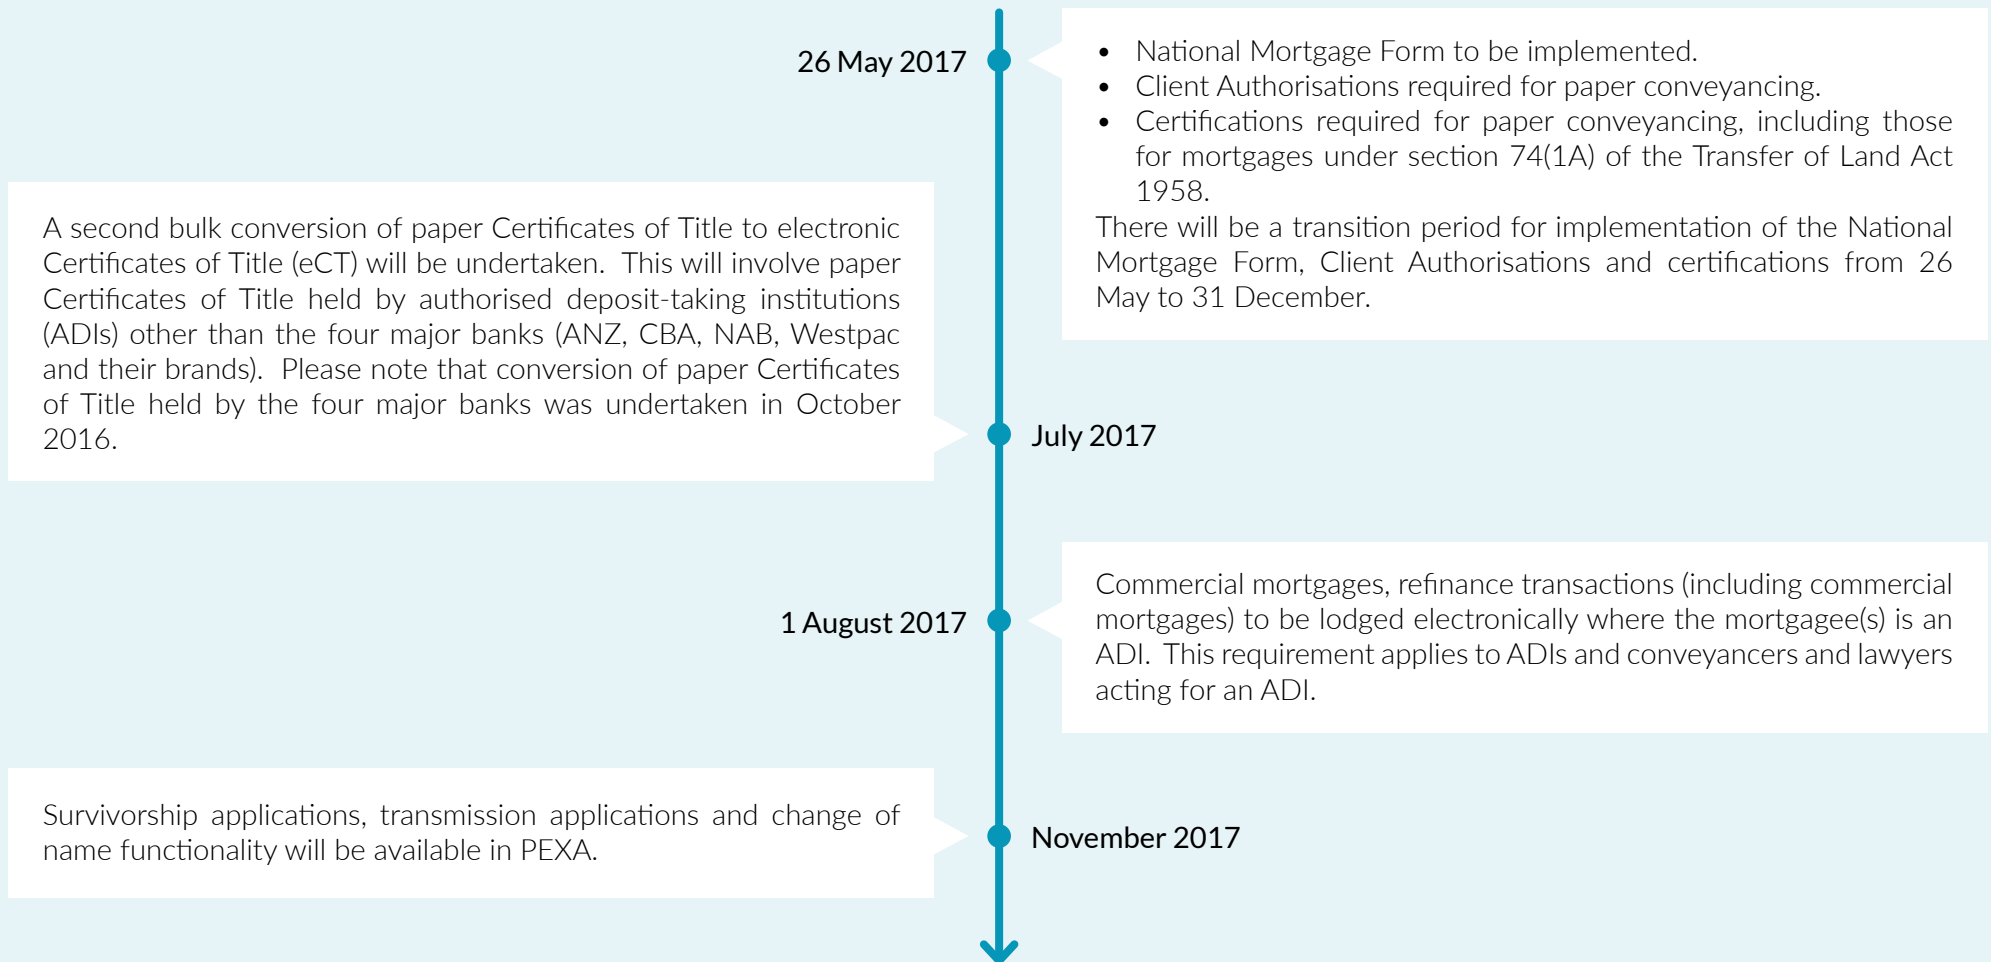 26 May 2017
• National Mortgage Form to be implemented.
• Client Authorisations required for paper conveyancing.
• Certifications required for paper conveyancing, including those
for mortgages under section 74(1A) of the Transfer of Land Act
1958.
There will be a transition period for implementation of the National
Mortgage Form, Client Authorisations and certifications from 26
May to 31 December.
A second bulk conversion of paper Certificates of Title to electronic
Certificates of Title (eCT) will be undertaken. This will involve paper
Certificates of Title held by authorised deposit-taking institutions
(ADIs) other than the four major banks (ANZ, CBA, NAB, Westpac
and their brands). Please note that conversion of paper Certificates
of Title held by the four major banks was undertaken in October
2016.
July 2017
1 August 2017
Commercial mortgages, refinance transactions (including commercial
mortgages) to be lodged electronically where the mortgagee(s) is an
ADI. This requirement applies to ADIs and conveyancers and lawyers
acting for an ADI.
Survivorship applications, transmission applications and change of
name functionality will be available in PEXA.
November 2017